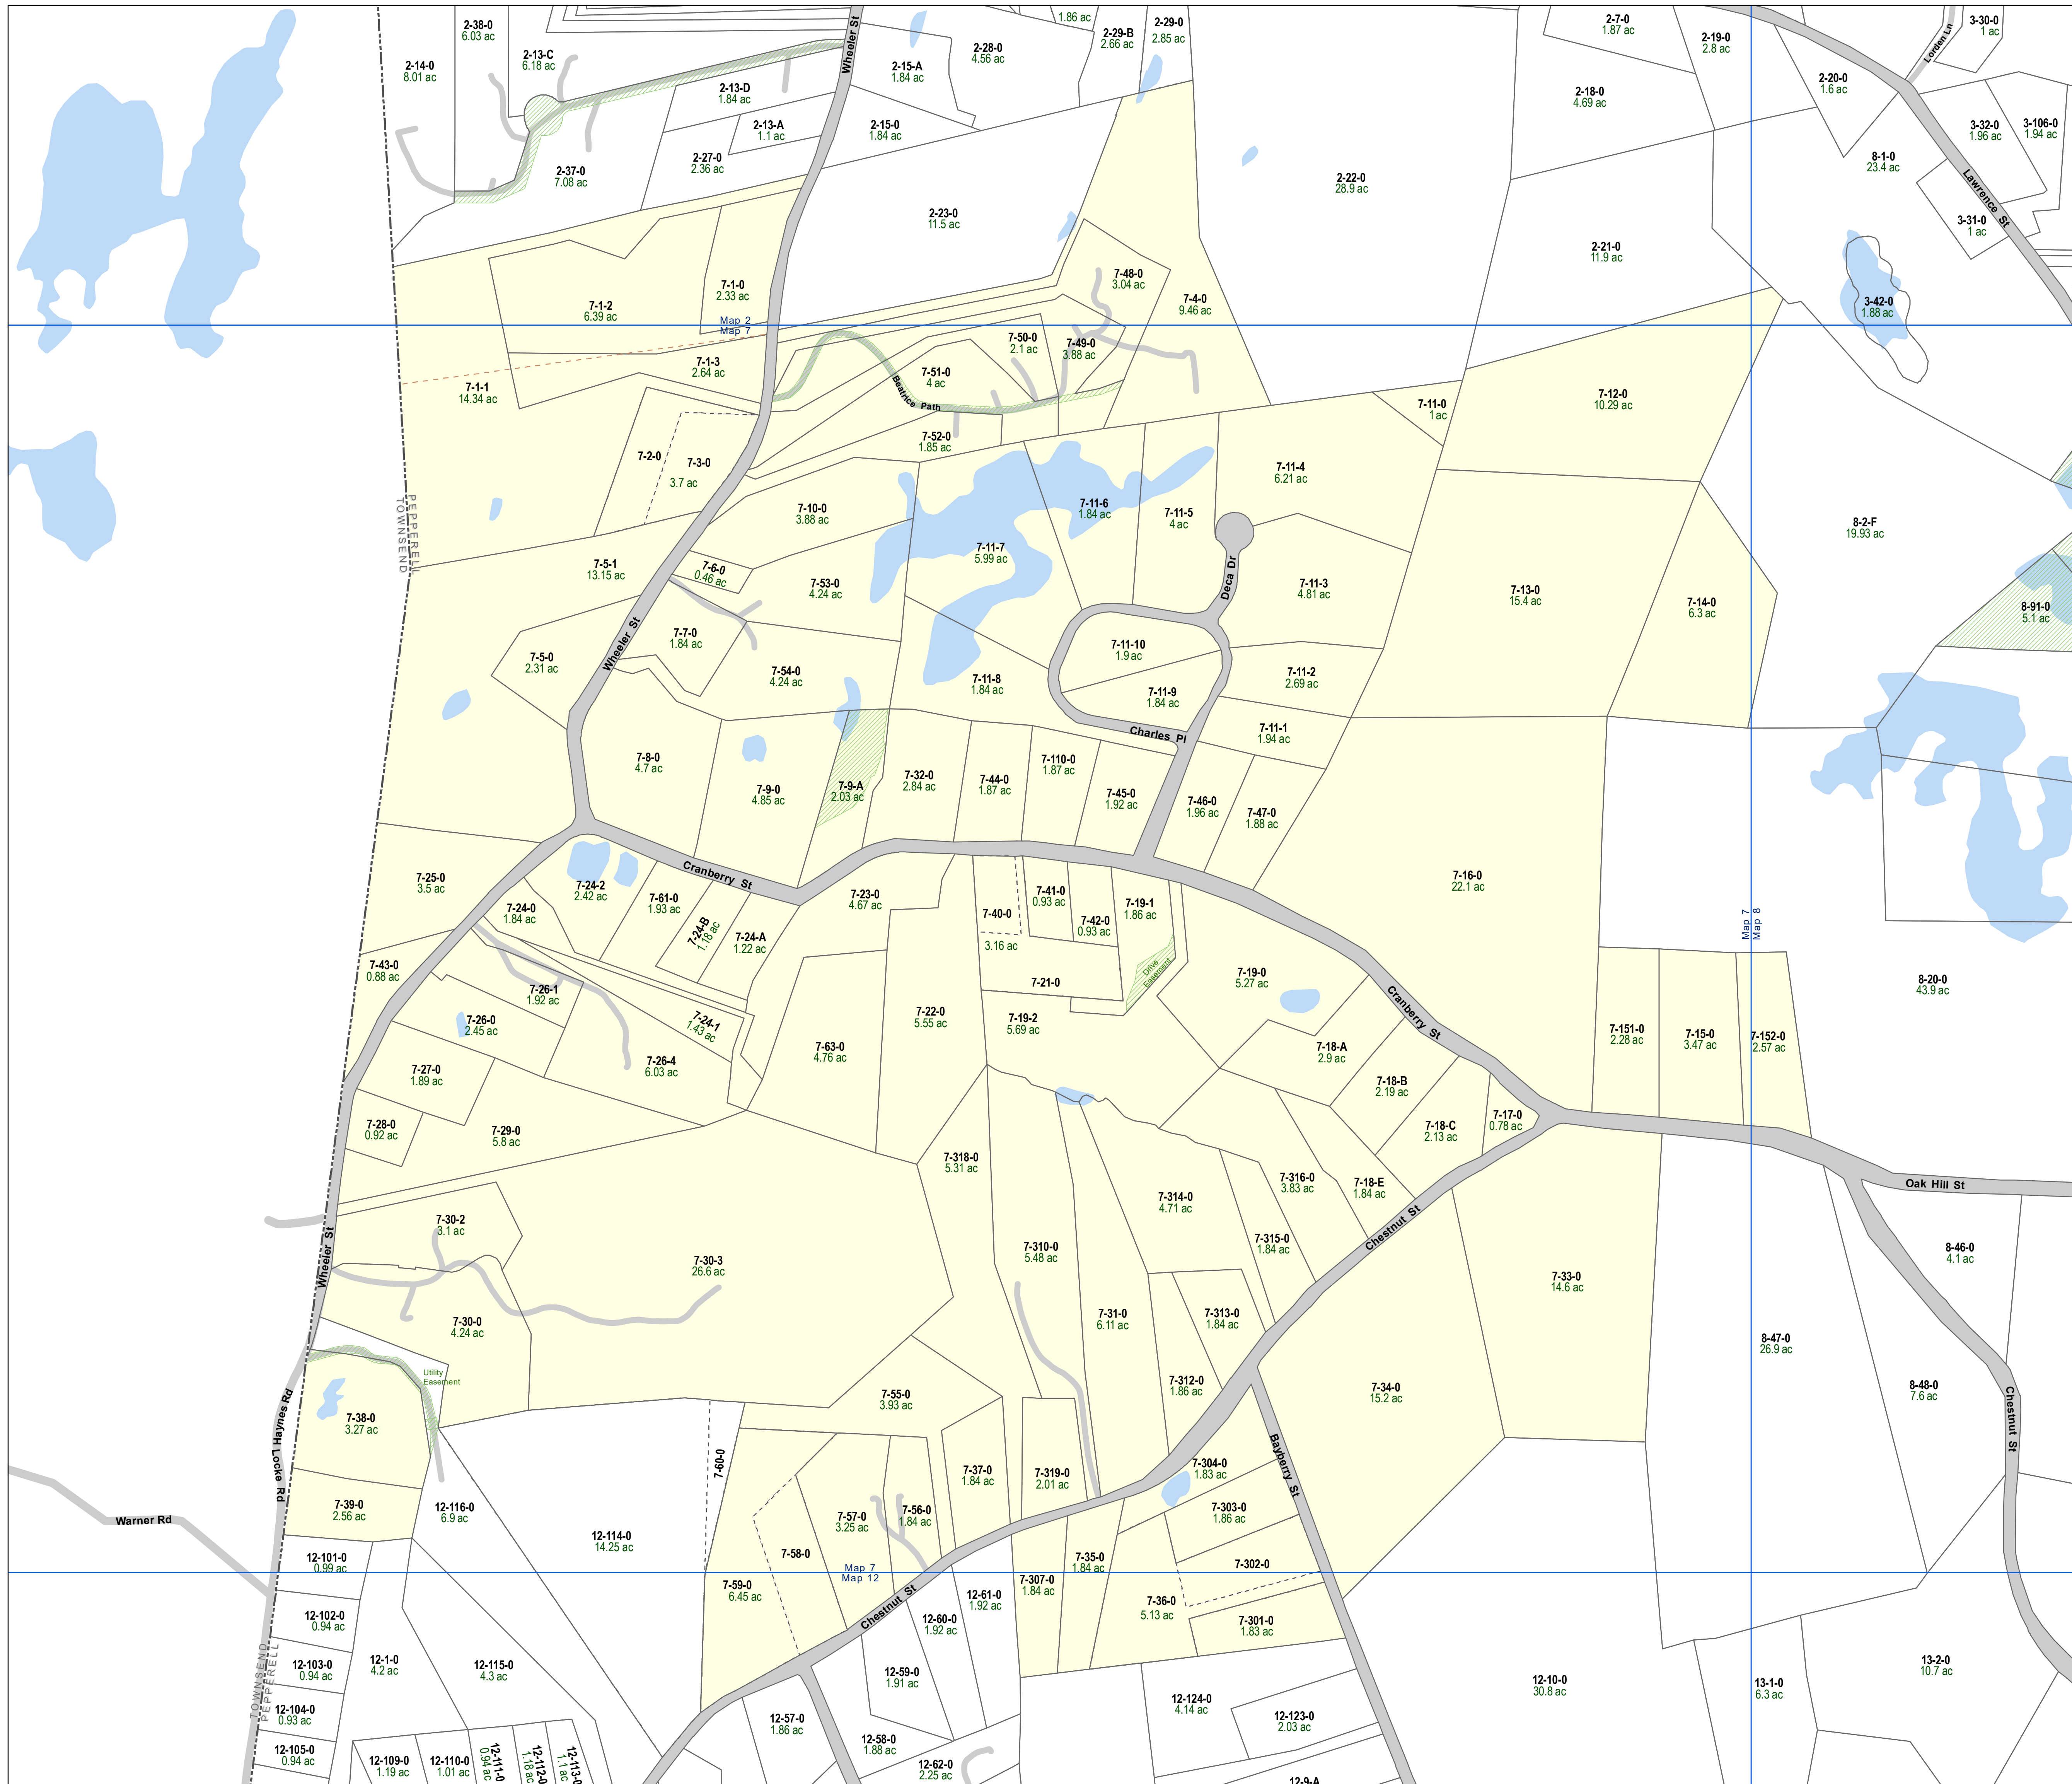 2-38-0
6.03 ac
2-13-C
6.18 ac
2-14-0
8.01 ac
Wheeler St
1.86 ac
2-29-B
2.66 ac
2-29-0
2.85 ac
2-28-0
4.56 ac
2-15-A
1.84 ac
2-7-0
1.87 ac
2-19-0
2.8 ac
Lorden Ln
3-30-0
1 ac
2-13-D
1.84 ac
2-13-A
1.1 ac
2-15-0
1.84 ac
2-18-0
4.69 ac
2-20-0
1.6 ac
3-32-0
1.96 ac
3-106-0
1.94 ac
2-37-0
7.08 ac
2-27-0
2.36 ac
2-22-0
28.9 ac
8-1-0
23.4 ac
Lawrence St
2-23-0
11.5 ac
3-31-0
1 ac
2-21-0
11.9 ac
7-1-2
6.39 ac
7-1-0
2.33 ac
7-48-0
3.04 ac
7-4-0
9.46 ac
3-42-0
1.88 ac
Map 2
Map 7
7-1-3
2.64 ac
7-50-0
2.1 ac
7-49-0
3.88 ac
7-51-0
4 ac
Beatrice Path
7-1-1
14.34 ac
7-12-0
10.29 ac
7-11-0
1 ac
7-52-0
1.85 ac
7-2-0
7-3-0
3.7 ac
7-11-4
6.21 ac
7-10-0
3.88 ac
7-11-6
1.84 ac
7-11-5
4 ac
8-2-F
19.93 ac
PEPPERELL
TOWNSEND
7-11-7
5.99 ac
7-5-1
13.15 ac
7-6-0
0.46 ac
7-53-0
4.24 ac
Deca Dr
7-11-3
4.81 ac
7-13-0
15.4 ac
7-14-0
6.3 ac
8-91-0
5.1 ac
Wheeler St
7-7-0
1.84 ac
7-5-0
2.31 ac
7-54-0
4.24 ac
7-11-8
1.84 ac
7-11-10
1.9 ac
7-11-9
1.84 ac
7-11-2
2.69 ac
Charles Pl
7-11-1
1.94 ac
7-8-0
4.7 ac
7-9-0
4.85 ac
7-9-A
2.03 ac
7-32-0
2.84 ac
7-44-0
1.87 ac
7-110-0
1.87 ac
7-45-0
1.92 ac
7-46-0
1.96 ac
7-47-0
1.88 ac
7-25-0
3.5 ac
7-24-2
2.42 ac
Cranberry St
7-61-0
1.93 ac
7-24-0
1.84 ac
7-24-B
1.18 ac
7-24-A
1.22 ac
7-23-0
4.67 ac
7-40-0
3.16 ac
7-41-0
0.93 ac
7-42-0
0.93 ac
7-19-1
1.86 ac
7-16-0
22.1 ac
Map 7
Map 8
7-43-0
0.88 ac
7-26-1
1.92 ac
7-21-0
Drive
Easement
7-19-0
5.27 ac
8-20-0
43.9 ac
7-26-0
2.45 ac
7-24-1
1.43 ac
7-22-0
5.55 ac
7-19-2
5.69 ac
Cranberry St
7-63-0
4.76 ac
7-26-4
6.03 ac
7-27-0
1.89 ac
7-18-A
2.9 ac
7-18-B
2.19 ac
7-151-0
2.28 ac
7-15-0
3.47 ac
7-152-0
2.57 ac
7-28-0
0.92 ac
7-29-0
5.8 ac
7-18-C
2.13 ac
7-17-0
0.78 ac
7-318-0
5.31 ac
7-314-0
4.71 ac
7-316-0
3.83 ac
7-18-E
1.84 ac
Oak Hill St
7-30-2
3.1 ac
Wheeler St
7-30-3
26.6 ac
7-310-0
5.48 ac
7-315-0
1.84 ac
Chestnut St
7-33-0
14.6 ac
8-46-0
4.1 ac
7-30-0
4.24 ac
7-31-0
6.11 ac
7-313-0
1.84 ac
8-47-0
26.9 ac
Utility
Easement
7-55-0
3.93 ac
7-312-0
1.86 ac
7-34-0
15.2 ac
8-48-0
7.6 ac
Chestnut St
L Haynes Rd
Locke Rd
7-38-0
3.27 ac
7-60-0
7-37-0
1.84 ac
7-319-0
2.01 ac
7-304-0
1.83 ac
Bayberry St
7-39-0
2.56 ac
12-116-0
6.9 ac
Warner Rd
7-57-0
3.25 ac
7-56-0
1.84 ac
7-303-0
1.86 ac
12-114-0
14.25 ac
7-58-0
7-35-0
1.84 ac
7-302-0
12-101-0
0.99 ac
Map 7
Map 12
7-59-0
6.45 ac
Chestnut St
12-61-0
1.92 ac
7-307-0
1.84 ac
7-36-0
5.13 ac
7-301-0
1.83 ac
12-102-0
0.94 ac
12-60-0
1.92 ac
12-103-0
0.94 ac
12-1-0
4.2 ac
12-115-0
4.3 ac
12-59-0
1.91 ac
TOWNSEND
PEPPERELL
12-10-0
30.8 ac
13-1-0
6.3 ac
13-2-0
10.7 ac
12-104-0
0.93 ac
12-57-0
1.86 ac
12-124-0
4.14 ac
12-123-0
2.03 ac
12-105-0
0.94 ac
12-109-0
1.19 ac
12-110-0
1.01 ac
12-111-0
0.94 ac
12-112-0
1.18 ac
12-113-0
1.1 ac
12-58-0
1.88 ac
12-62-0
2.25 ac
12-9-A